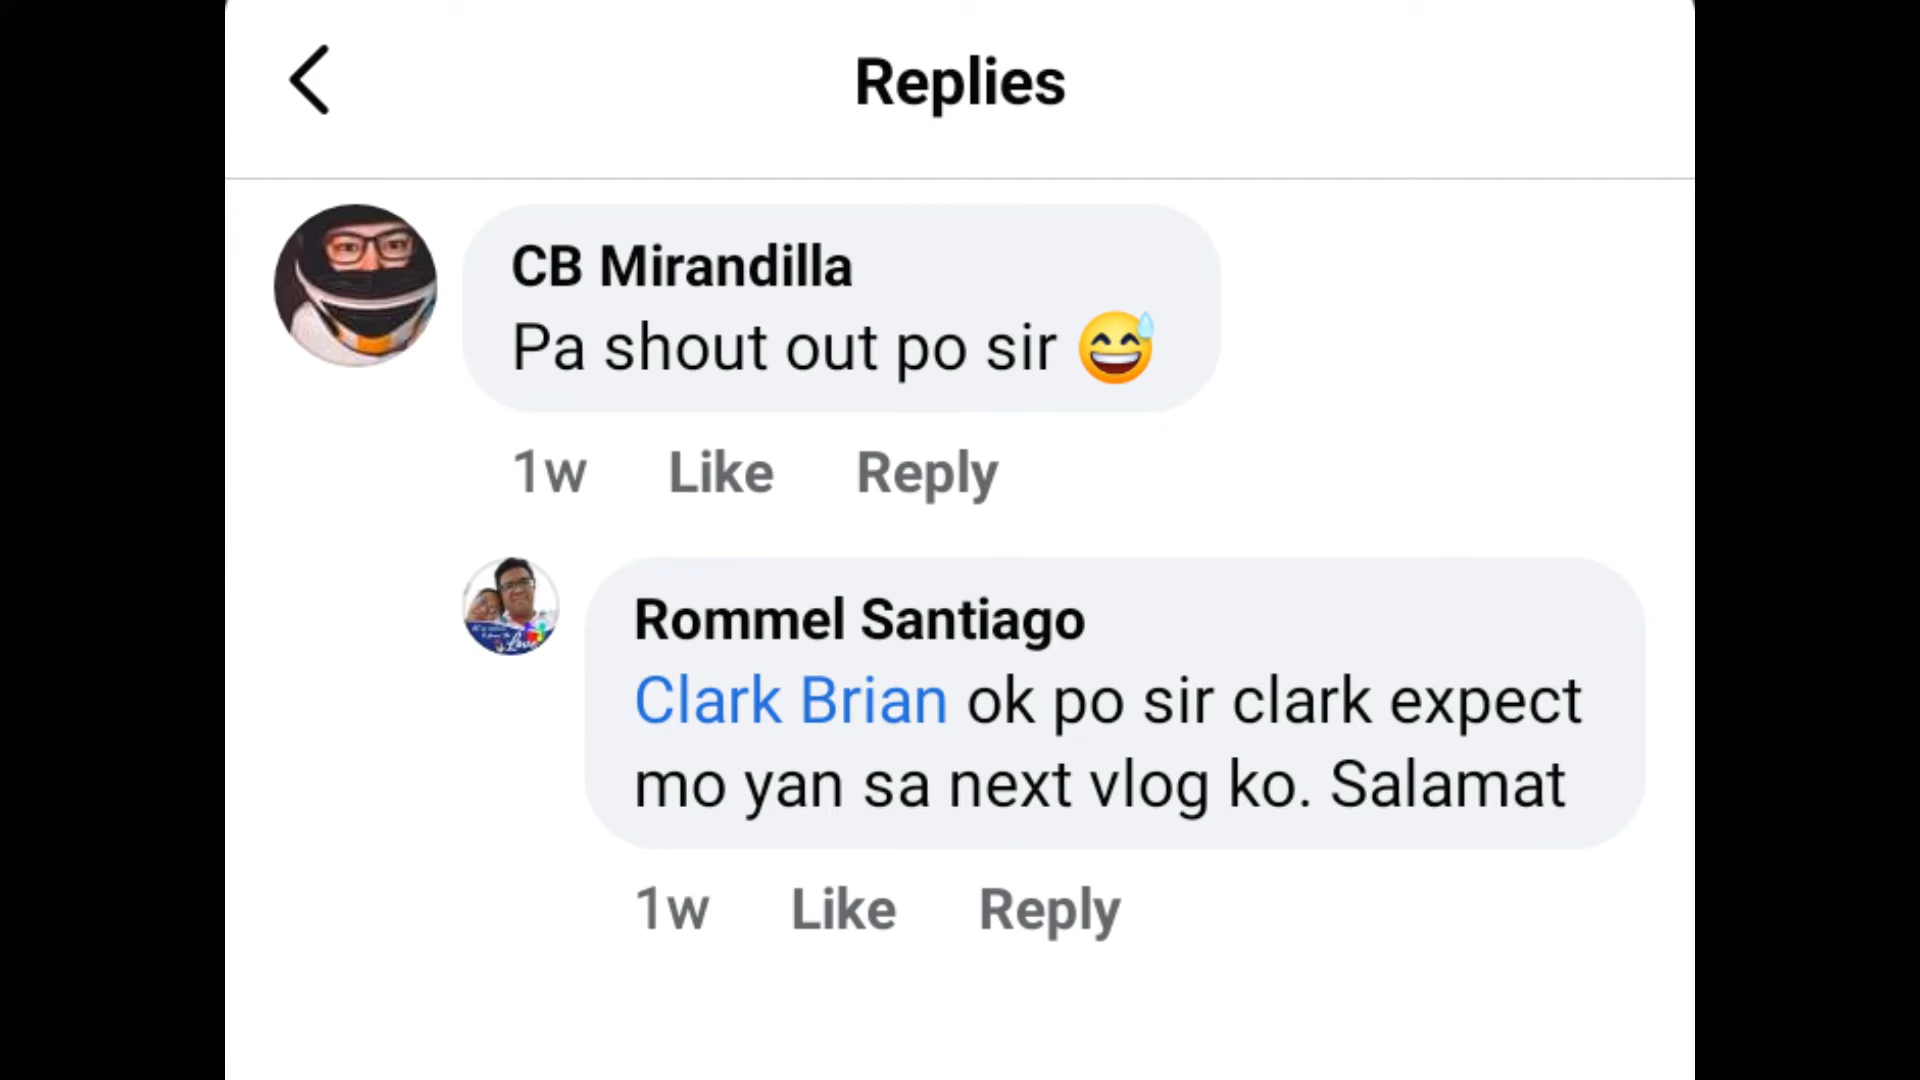 Replies
CB Mirandilla
Pa shout out po sir 😅
1w Like Reply
Rommel Santiago
Clark Brian ok po sir clark expect
mo yan sa next vlog ko. Salamat
1w Like Reply